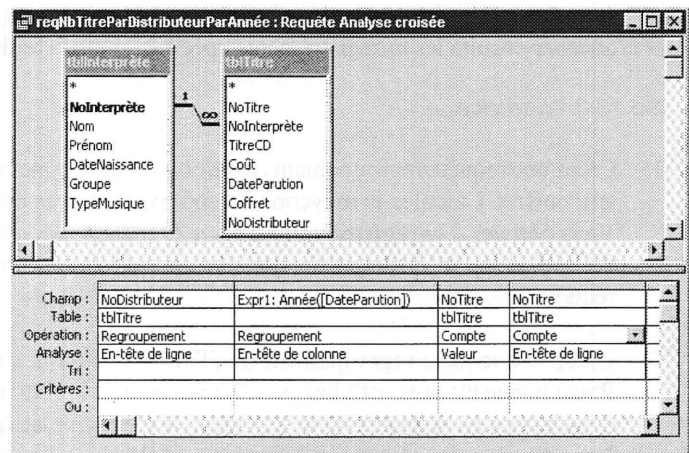 reqNbTitreParDistributeurParAnnée : Requête Analyse croisée
tblInterprète
*
NoInterprète
Nom
Prénom
DateNaissance
Groupe
TypeMusique
1
∞
tblTitre
*
NoTitre
NoInterprète
TitreCD
Coût
DateParution
Coffret
NoDistributeur
Champ : NoDistributeur Expr1: Année([DateParution]) NoTitre NoTitre
Table : tblTitre tblTitre tblTitre
Opération : Regroupement Regroupement Compte Compte
Analyse : En-tête de ligne En-tête de colonne Valeur En-tête de ligne
Tri :
Critères :
Ou :